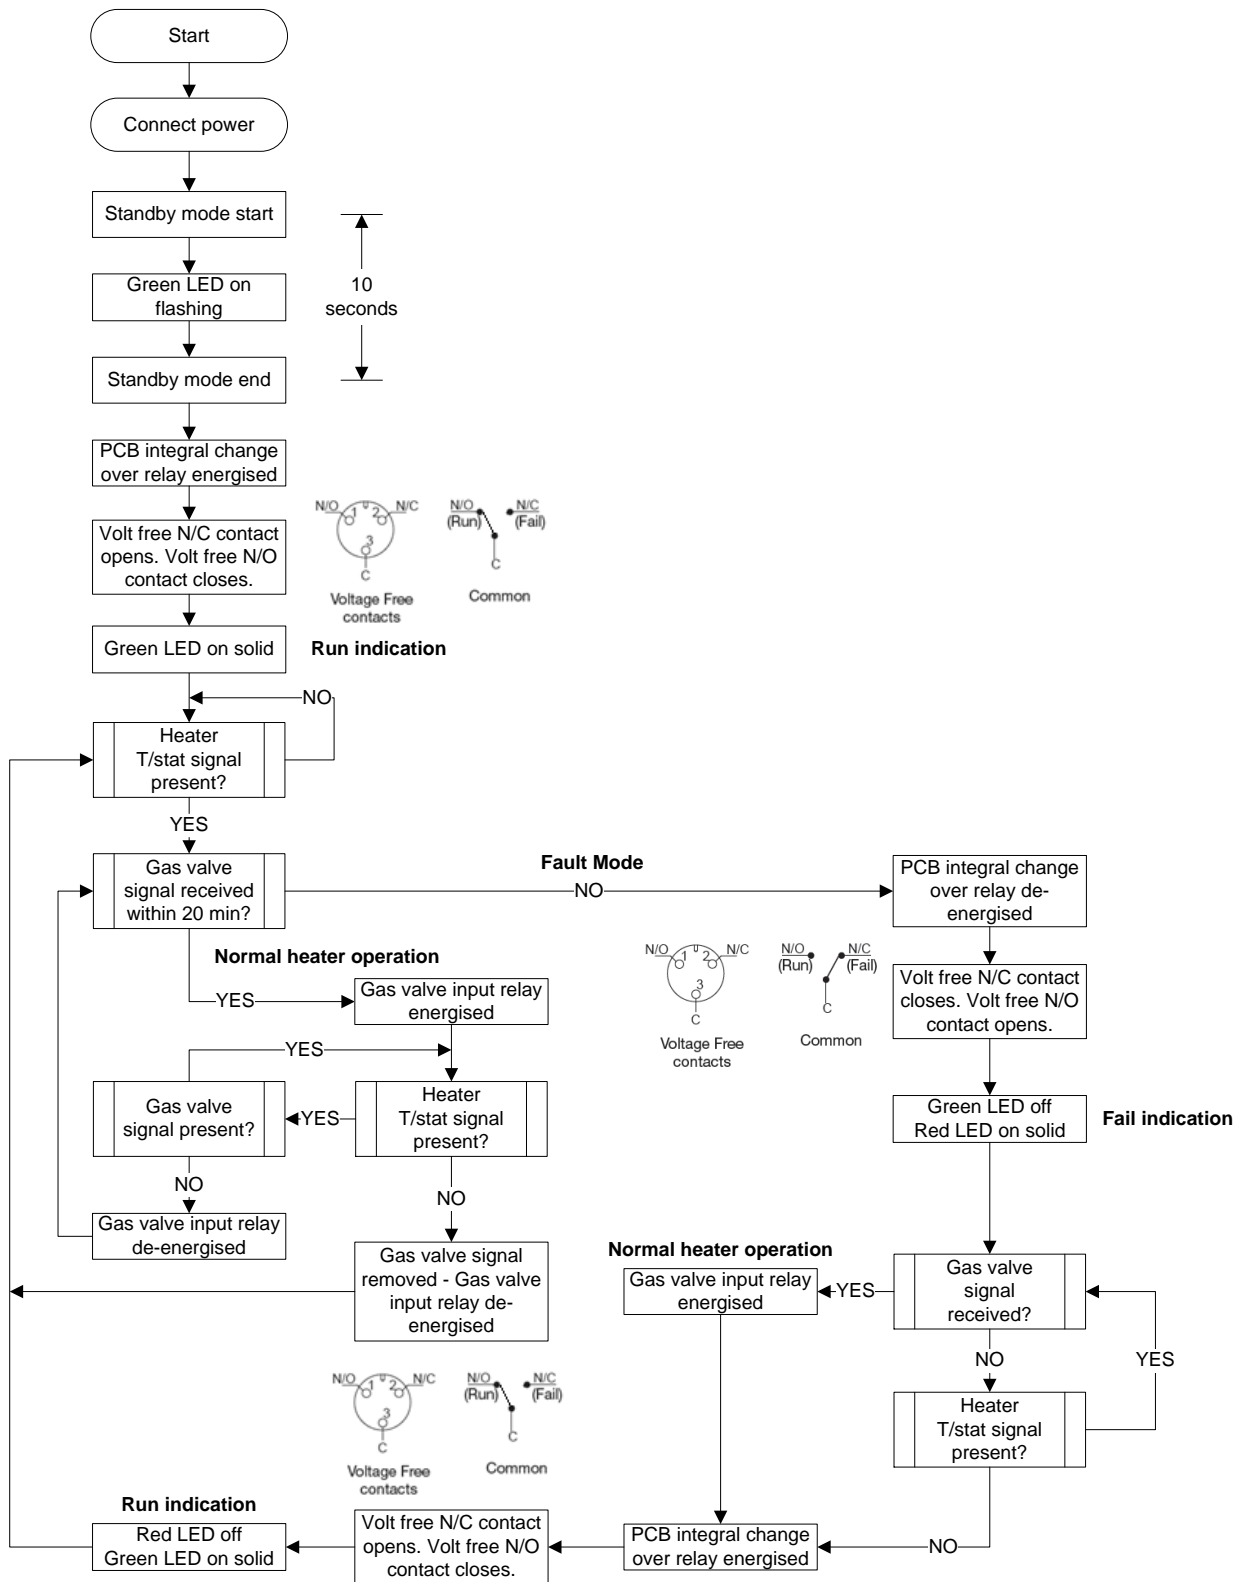 Start
Connect power
Standby mode start
Green LED on
flashing
10
seconds
Standby mode end
PCB integral change
over relay energised
Volt free N/C contact
opens. Volt free N/O
contact closes.
N/O 1 2 N/C
3
C
Voltage Free
contacts
N/O
(Run)
N/C
(Fail)
C
Common
Green LED on solid
Run indication
NO
Heater
T/stat signal
present?
YES
Gas valve
signal received
within 20 min?
Fault Mode
NO
PCB integral change
over relay de-
energised
N/O 1 2 N/C
3
C
Voltage Free
contacts
N/O
(Run)
N/C
(Fail)
C
Common
Volt free N/C contact
closes. Volt free N/O
contact opens.
Normal heater operation
YES
Gas valve input relay
energised
YES
Gas valve
signal present?
YES
Heater
T/stat signal
present?
NO
Gas valve input relay
de-energised
NO
Gas valve signal
removed - Gas valve
input relay de-
energised
Green LED off
Red LED on solid
Fail indication
Normal heater operation
Gas valve input relay
energised
YES
Gas valve
signal
received?
NO
YES
Heater
T/stat signal
present?
NO
PCB integral change
over relay energised
N/O 1 2 N/C
3
C
Voltage Free
contacts
N/O
(Run)
N/C
(Fail)
C
Common
Volt free N/C contact
opens. Volt free N/O
contact closes.
Run indication
Red LED off
Green LED on solid